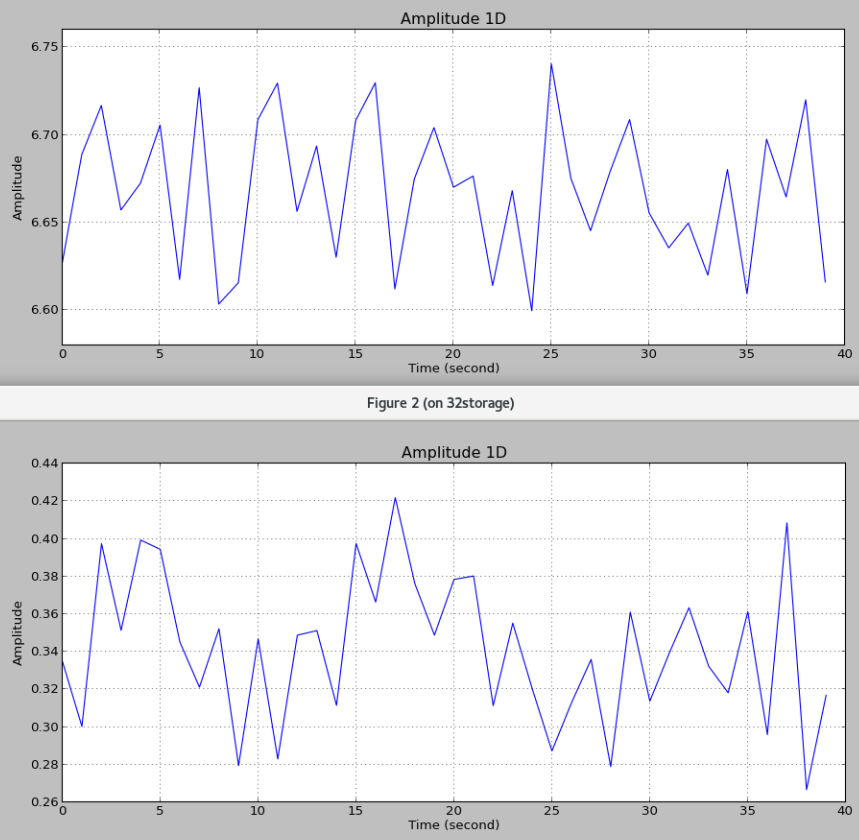 Amplitude 1D
6.75
6.70
6.65
6.60
Amplitude
0 5 10 15 20 25 30 35 40
Time (second)
Figure 2 (on 32storage)
Amplitude 1D
0.44
0.42
0.40
0.38
0.36
0.34
0.32
0.30
0.28
0.26
Amplitude
0 5 10 15 20 25 30 35 40
Time (second)